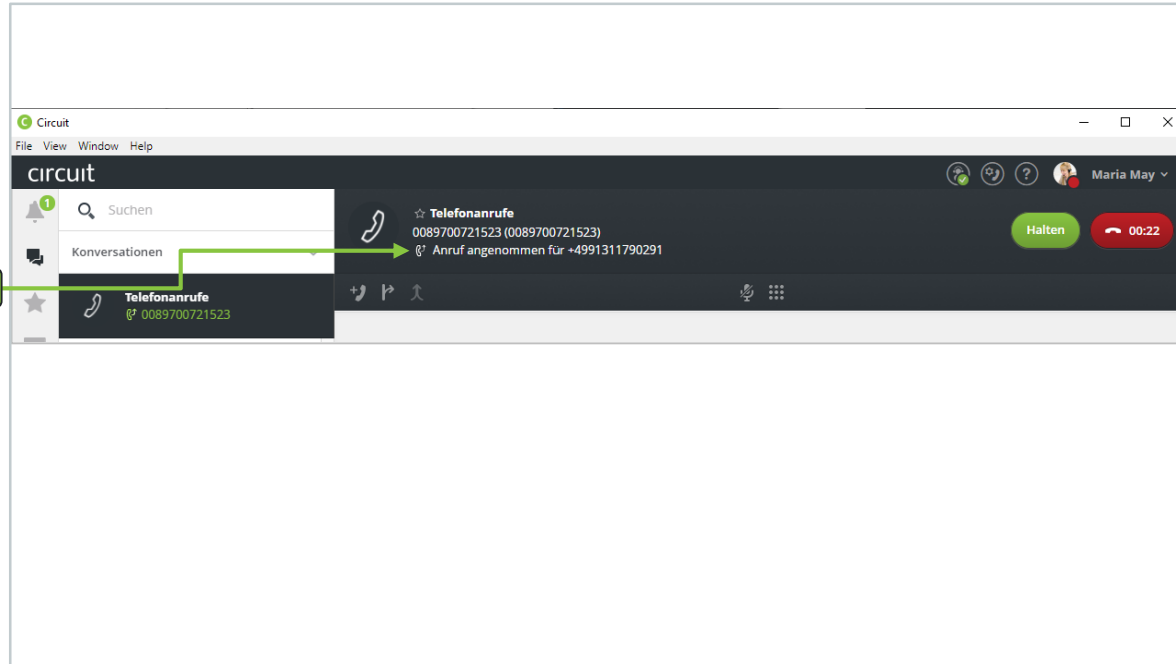 Circuit
File View Window Help
circuit
? Maria May
1
Suchen
Telefonanrufe
0089700721523 (0089700721523)
Anruf angenommen für +4991311790291
Halten
00:22
Konversationen
Telefonanrufe
0089700721523